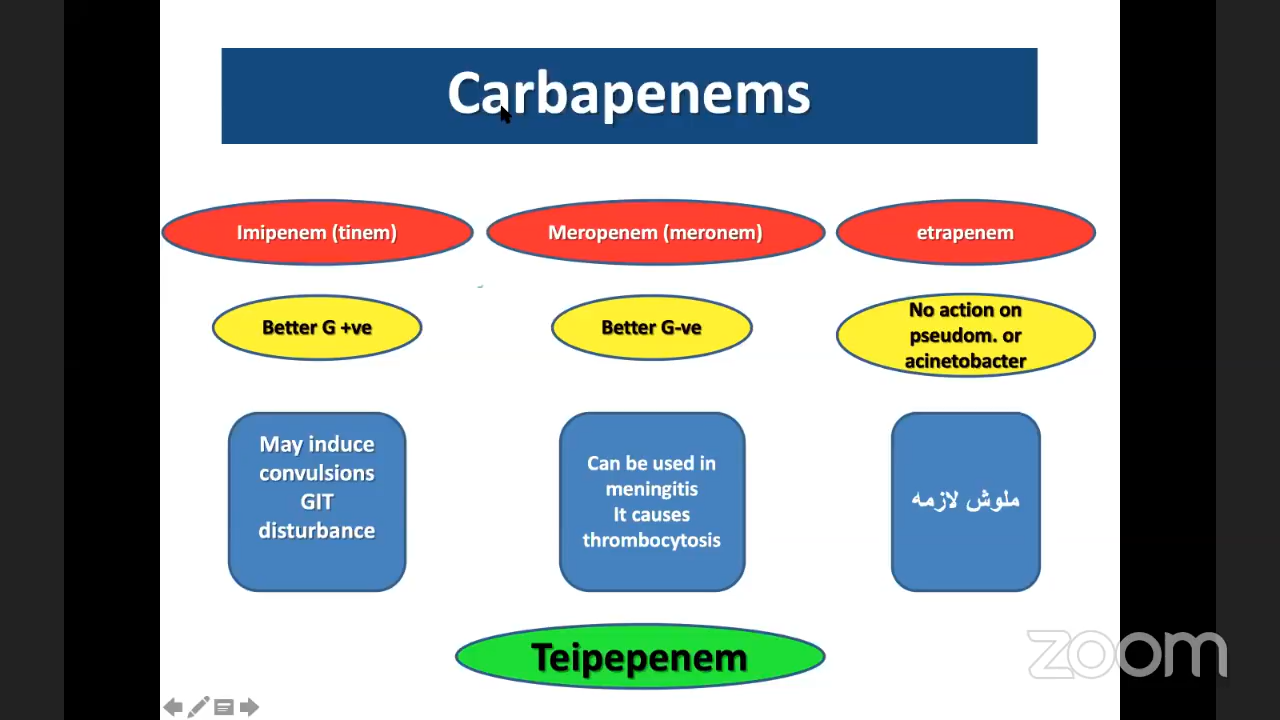 Carbapenems
Imipenem (tinem)
Meropenem (meronem)
etrapenem
Better G +ve
Better G-ve
No action on
pseudom. or
acinetobacter
May induce
convulsions
GIT
disturbance
Can be used in
meningitis
It causes
thrombocytosis
ملوش لازمه
Teipepenem
zoom